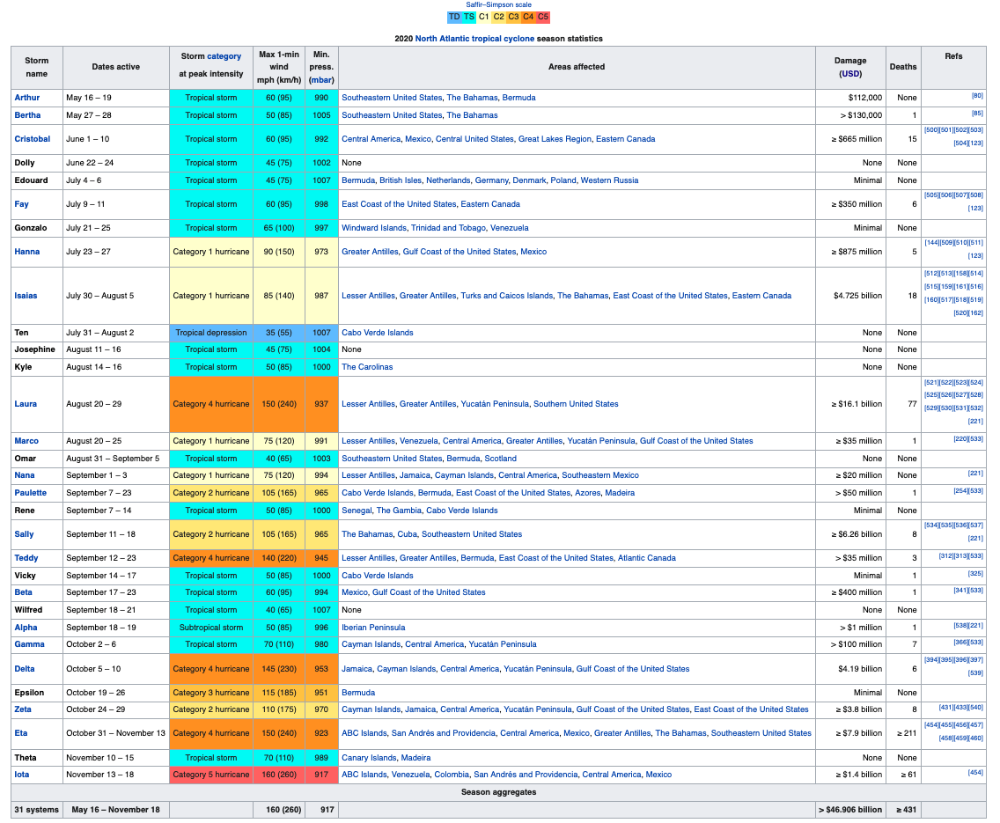 Saffir–Simpson scale
TD TS C1 C2 C3 C4 C5
2020 North Atlantic tropical cyclone season statistics
Storm name Dates active Storm category at peak intensity Max 1-min wind mph (km/h) Min. press. (mbar) Areas affected Damage (USD) Deaths Refs
Arthur May 16 – 19 Tropical storm 60 (95) 990 Southeastern United States, The Bahamas, Bermuda $112,000 None [80]
Bertha May 27 – 28 Tropical storm 50 (85) 1005 Southeastern United States, The Bahamas > $130,000 1 [85]
Cristobal June 1 – 10 Tropical storm 60 (95) 992 Central America, Mexico, Central United States, Great Lakes Region, Eastern Canada ≥ $665 million 15 [500][501][502][503][504][123]
Dolly June 22 – 24 Tropical storm 45 (75) 1002 None None None
Edouard July 4 – 6 Tropical storm 45 (75) 1007 Bermuda, British Isles, Netherlands, Germany, Denmark, Poland, Western Russia Minimal None
Fay July 9 – 11 Tropical storm 60 (95) 998 East Coast of the United States, Eastern Canada ≥ $350 million 6 [505][506][507][508][123]
Gonzalo July 21 – 25 Tropical storm 65 (100) 997 Windward Islands, Trinidad and Tobago, Venezuela Minimal None
Hanna July 23 – 27 Category 1 hurricane 90 (150) 973 Greater Antilles, Gulf Coast of the United States, Mexico ≥ $875 million 5 [144][509][510][511][123]
Isaias July 30 – August 5 Category 1 hurricane 85 (140) 987 Lesser Antilles, Greater Antilles, Turks and Caicos Islands, The Bahamas, East Coast of the United States, Eastern Canada $4.725 billion 18 [512][513][158][514][515][159][161][516][160][517][518][519][520][162]
Ten July 31 – August 2 Tropical depression 35 (55) 1007 Cabo Verde Islands None None
Josephine August 11 – 16 Tropical storm 45 (75) 1004 None None None
Kyle August 14 – 16 Tropical storm 50 (85) 1000 The Carolinas None None
Laura August 20 – 29 Category 4 hurricane 150 (240) 937 Lesser Antilles, Greater Antilles, Yucatán Peninsula, Southern United States ≥ $16.1 billion 77 [521][522][523][524][525][526][527][528][529][530][531][532][221]
Marco August 20 – 25 Category 1 hurricane 75 (120) 991 Lesser Antilles, Venezuela, Central America, Greater Antilles, Yucatán Peninsula, Gulf Coast of the United States ≥ $35 million 1 [220][533]
Omar August 31 – September 5 Tropical storm 40 (65) 1003 Southeastern United States, Bermuda, Scotland None None
Nana September 1 – 3 Category 1 hurricane 75 (120) 994 Lesser Antilles, Jamaica, Cayman Islands, Central America, Southeastern Mexico ≥ $20 million None [221]
Paulette September 7 – 23 Category 2 hurricane 105 (165) 965 Cabo Verde Islands, Bermuda, East Coast of the United States, Azores, Madeira > $50 million 1 [254][533]
Rene September 7 – 14 Tropical storm 50 (85) 1000 Senegal, The Gambia, Cabo Verde Islands Minimal None
Sally September 11 – 18 Category 2 hurricane 105 (165) 965 The Bahamas, Cuba, Southeastern United States ≥ $6.26 billion 8 [534][535][536][537][221]
Teddy September 12 – 23 Category 4 hurricane 140 (220) 945 Lesser Antilles, Greater Antilles, Bermuda, East Coast of the United States, Atlantic Canada > $35 million 3 [312][313][533]
Vicky September 14 – 17 Tropical storm 50 (85) 1000 Cabo Verde Islands Minimal 1 [325]
Beta September 17 – 23 Tropical storm 60 (95) 994 Mexico, Gulf Coast of the United States ≥ $400 million 1 [341][533]
Wilfred September 18 – 21 Tropical storm 40 (65) 1007 None None None
Alpha September 18 – 19 Subtropical storm 50 (85) 996 Iberian Peninsula > $1 million 1 [538][221]
Gamma October 2 – 6 Tropical storm 70 (110) 980 Cayman Islands, Central America, Yucatán Peninsula > $100 million 7 [366][533]
Delta October 5 – 10 Category 4 hurricane 145 (230) 953 Jamaica, Cayman Islands, Central America, Yucatán Peninsula, Gulf Coast of the United States $4.19 billion 6 [394][395][396][397][539]
Epsilon October 19 – 26 Category 3 hurricane 115 (185) 951 Bermuda Minimal None
Zeta October 24 – 29 Category 2 hurricane 110 (175) 970 Cayman Islands, Jamaica, Central America, Yucatán Peninsula, Gulf Coast of the United States, East Coast of the United States ≥ $3.8 billion 8 [431][433][540]
Eta October 31 – November 13 Category 4 hurricane 150 (240) 923 ABC Islands, San Andrés and Providencia, Central America, Mexico, Greater Antilles, The Bahamas, Southeastern United States ≥ $7.9 billion ≥ 211 [454][455][456][457][458][459][460]
Theta November 10 – 15 Tropical storm 70 (110) 989 Canary Islands, Madeira None None
Iota November 13 – 18 Category 5 hurricane 160 (260) 917 ABC Islands, Venezuela, Colombia, San Andrés and Providencia, Central America, Mexico ≥ $1.4 billion ≥ 61 [454]
Season aggregates
31 systems May 16 – November 18 160 (260) 917 > $46.906 billion ≥ 431